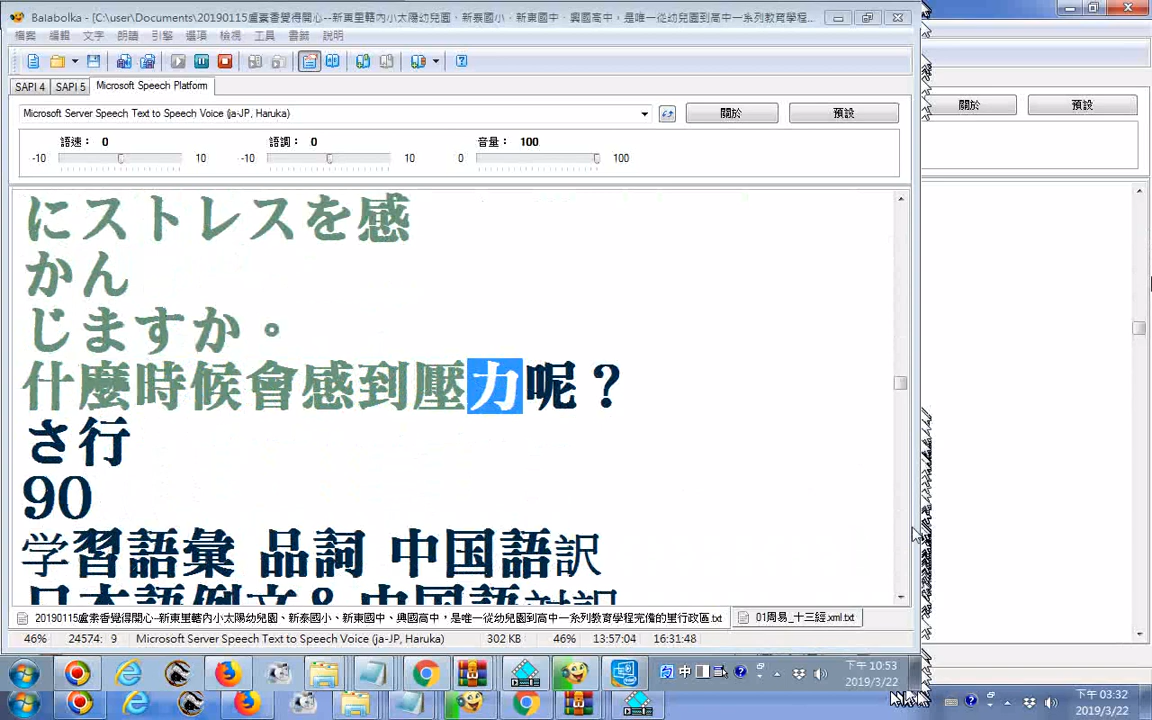 Balabolka - [C:\user\Documents\20190115盧素香覺得開心--新東里轄內小太陽幼兒園、新泰國小、新東國中、興國高中，是唯一從幼兒園到高中一系列教育學程...
檔案 編輯 文字 朗讀 引擎 選項 檢視 工具 書籤 說明
SAPI 4 SAPI 5 Microsoft Speech Platform
Microsoft Server Speech Text to Speech Voice (ja-JP, Haruka) 關於 預設 關於 預設
語速： 0 語調： 0 音量： 100
-10 10 -10 10 0 100
にストレスを感
かん
じますか。
什麼時候會感到壓力呢？
さ行
90
学習語彙 品詞 中国語訳
日本語例文& 中国語対訳
20190115盧素香覺得開心--新東里轄內小太陽幼兒園、新泰國小、新東國中、興國高中，是唯一從幼兒園到高中一系列教育學程完備的里行政區.txt 01周易_十三經.txt
46% 24574: 9 Microsoft Server Speech Text to Speech Voice (ja-JP, Haruka) 302 KB 46% 13:57:04 16:31:48
中 下午 10:53
2019/3/22
下午 03:32
2019/3/22